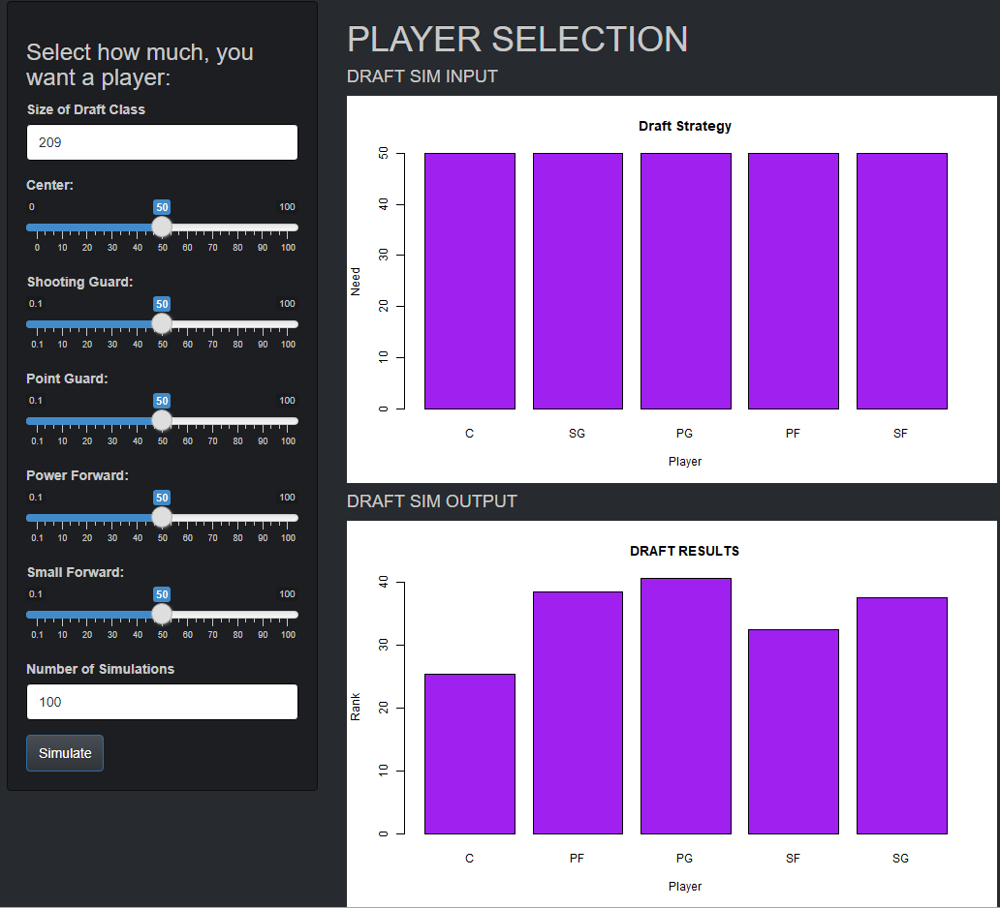 Select how much, you
want a player:
Size of Draft Class
209
Center:
0 50 100
0 10 20 30 40 50 60 70 80 90 100
Shooting Guard:
0.1 50 100
0.1 10 20 30 40 50 60 70 80 90 100
Point Guard:
0.1 50 100
0.1 10 20 30 40 50 60 70 80 90 100
Power Forward:
0.1 50 100
0.1 10 20 30 40 50 60 70 80 90 100
Small Forward:
0.1 50 100
0.1 10 20 30 40 50 60 70 80 90 100
Number of Simulations
100
Simulate
PLAYER SELECTION
DRAFT SIM INPUT
Draft Strategy
50
40
30
20
10
0
Need
C SG PG PF SF
Player
DRAFT SIM OUTPUT
DRAFT RESULTS
40
30
20
10
0
Rank
C PF PG SF SG
Player